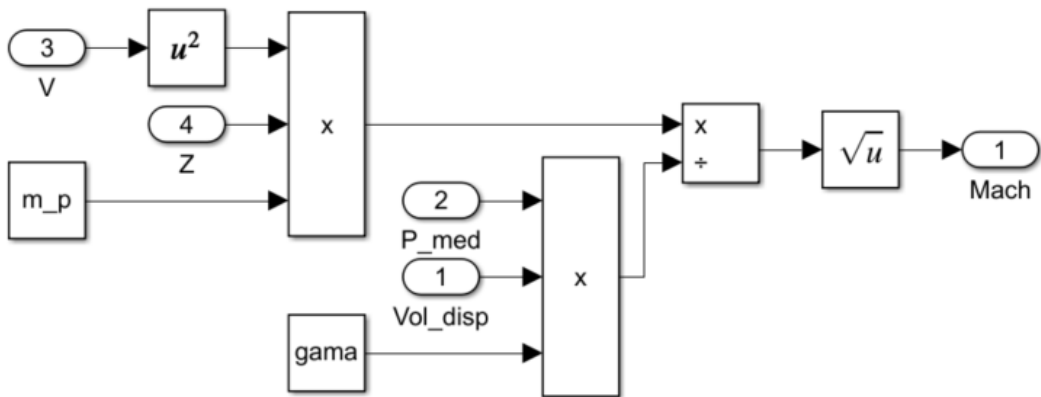 3
u²
V
4
Z
x
x
÷
√u
1
Mach
m_p
2
P_med
1
Vol_disp
x
gama